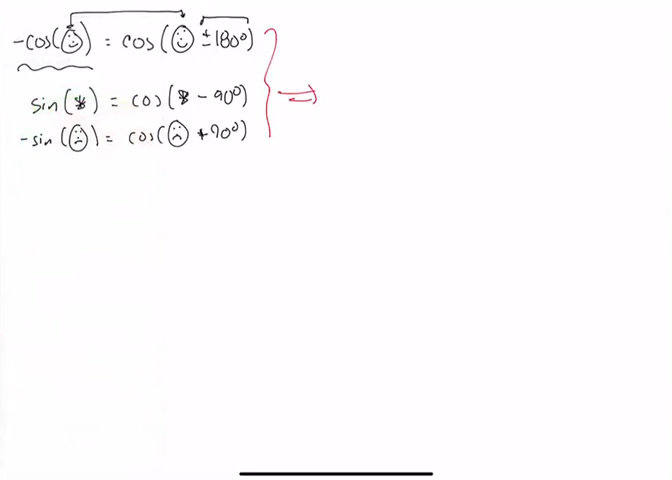 -cos(☺) = cos(☺ ±180°)
sin(*) = cos(* - 90°)
-sin(☹) = cos(☹ +90°)